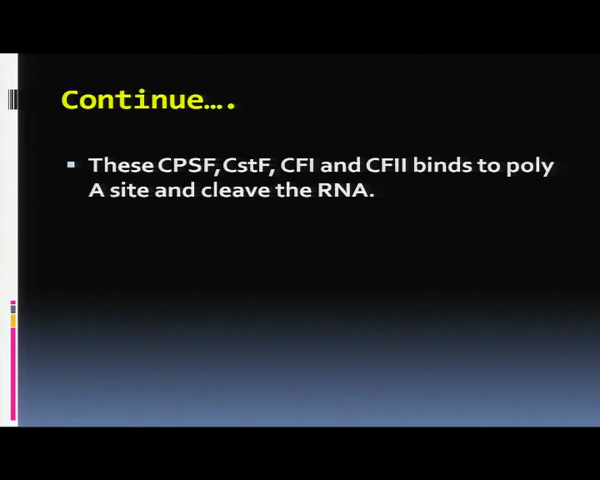 Continue….
These CPSF,CstF, CFI and CFII binds to poly
A site and cleave the RNA.